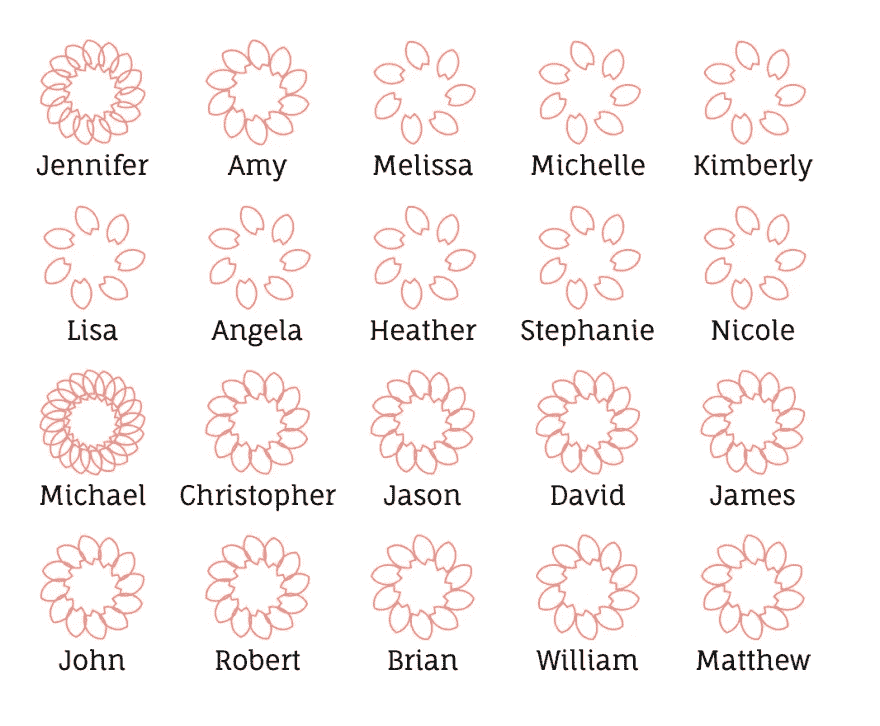 Jennifer Amy Melissa Michelle Kimberly
Lisa Angela Heather Stephanie Nicole
Michael Christopher Jason David James
John Robert Brian William Matthew